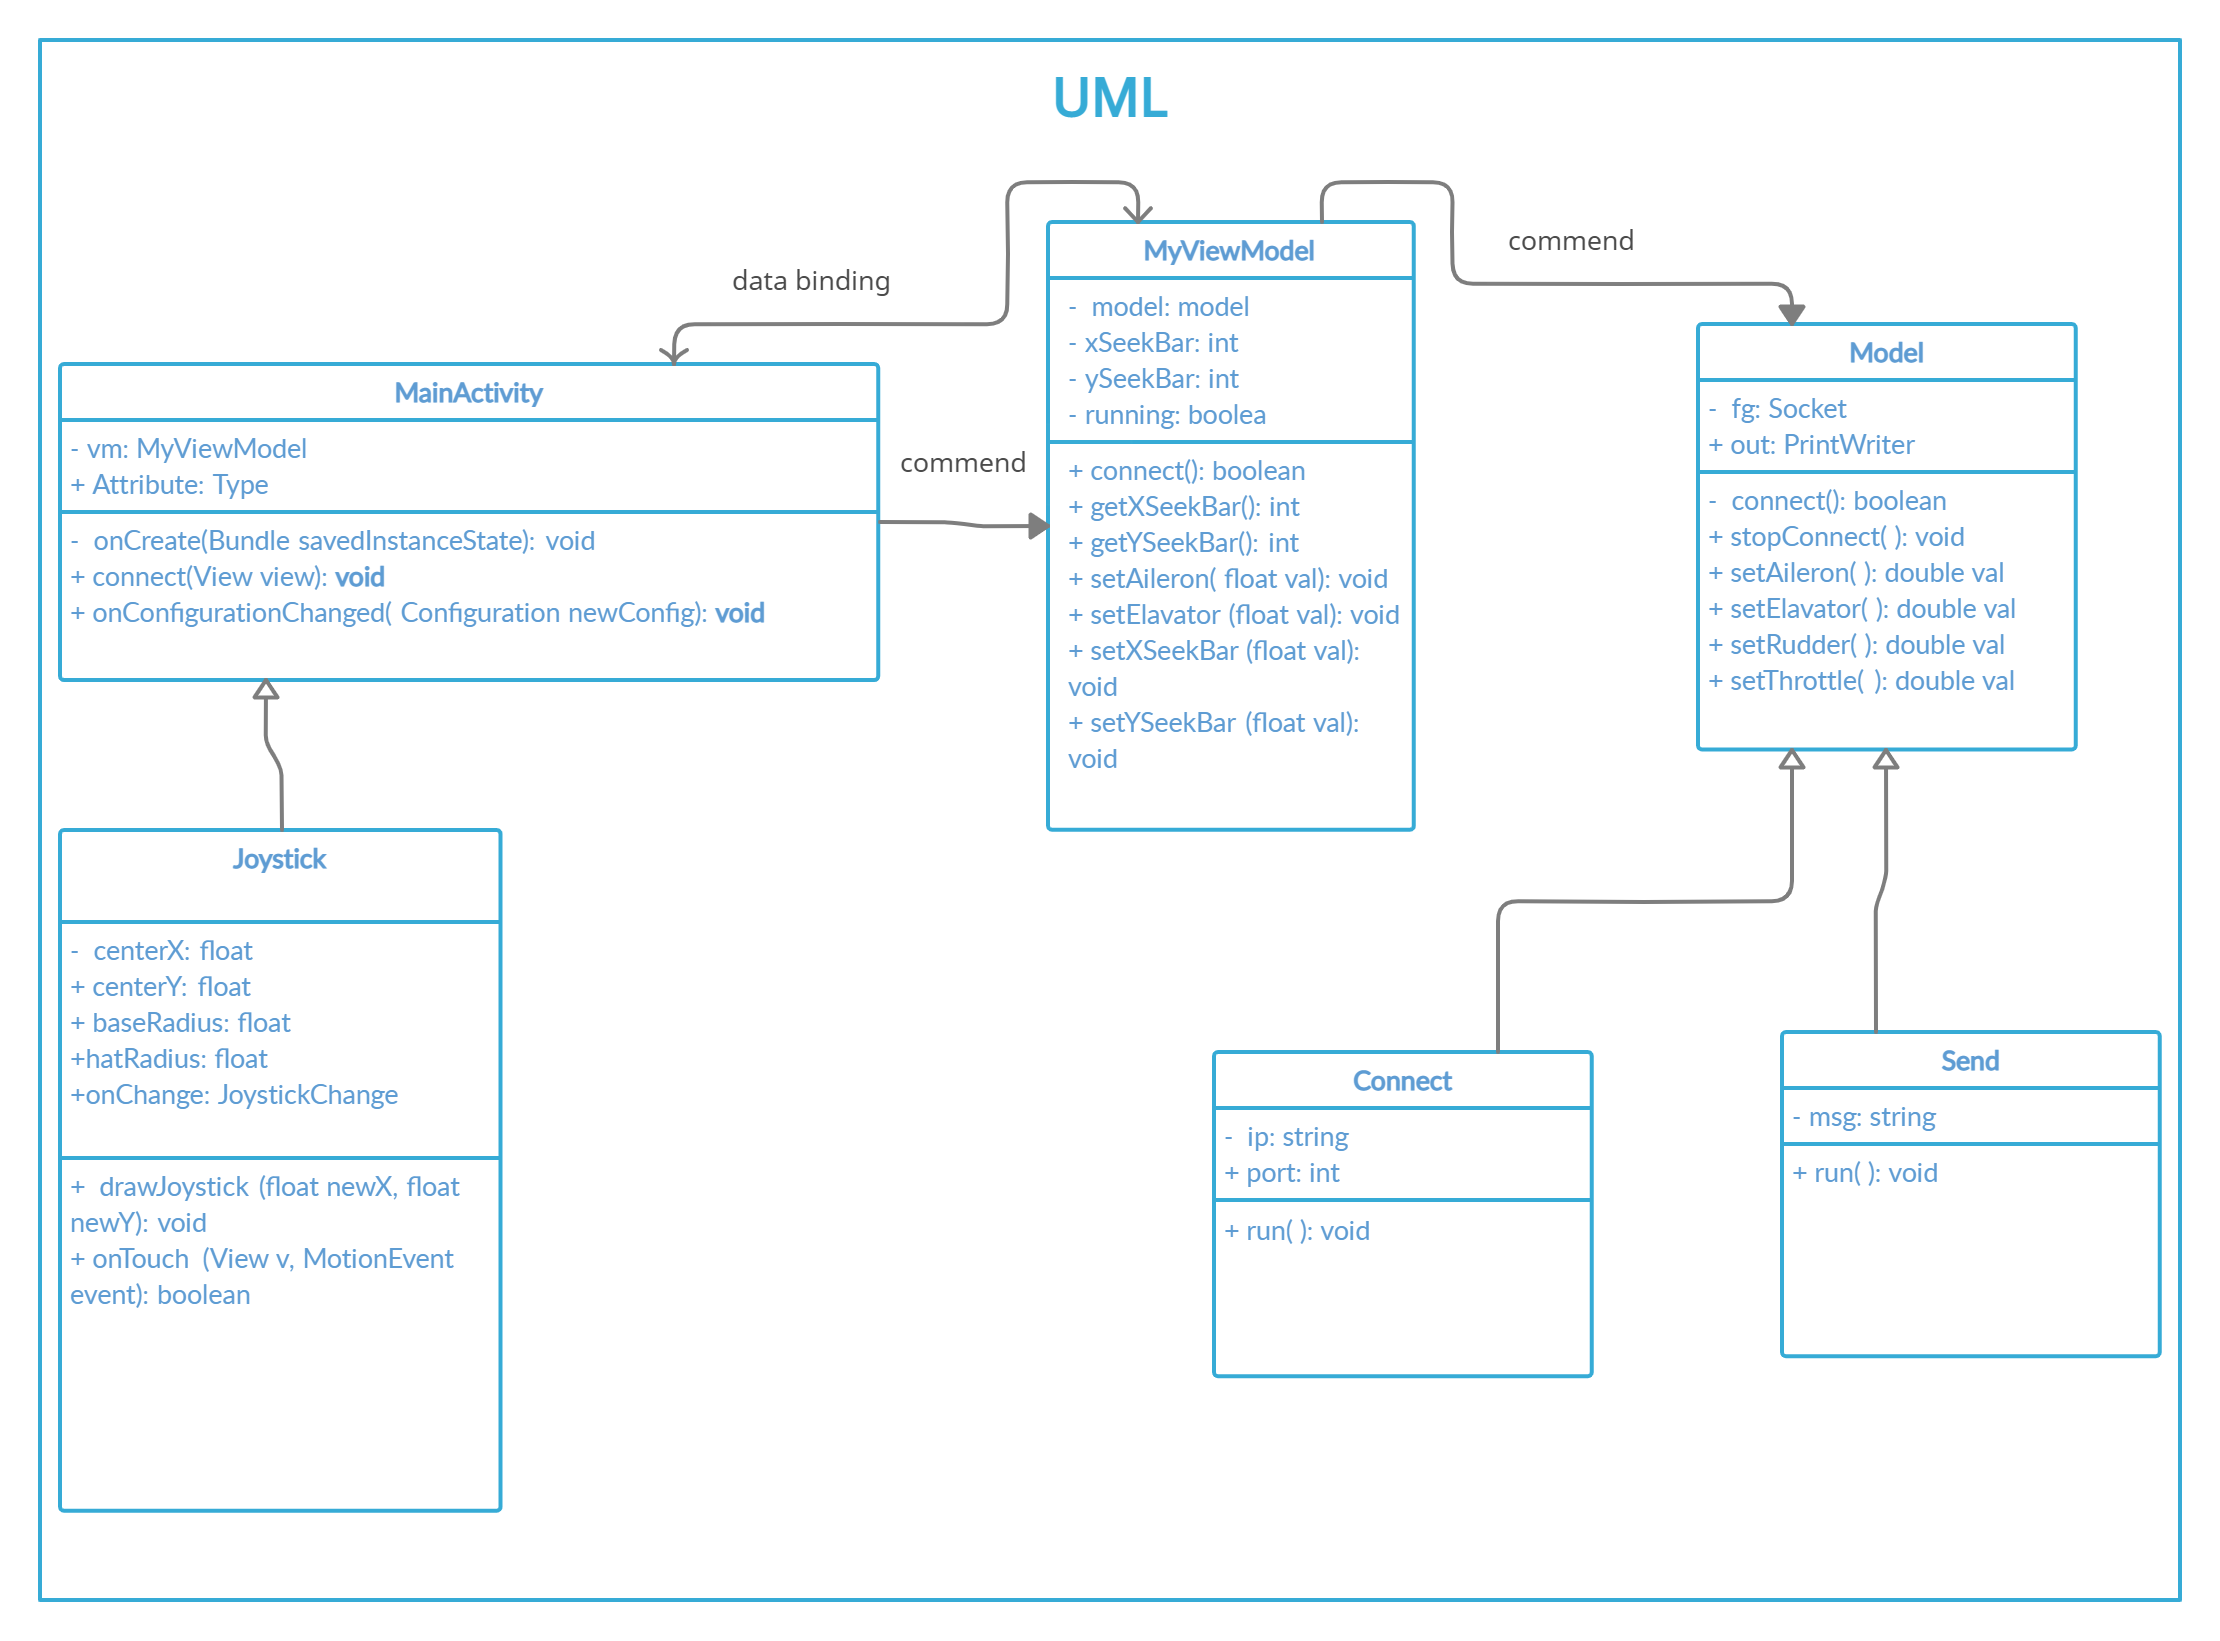 UML
data binding
commend
MyViewModel
-  model: model
- xSeekBar: int
- ySeekBar: int
- running: boolea
+ connect(): boolean
+ getXSeekBar(): int
+ getYSeekBar(): int
+ setAileron( float val): void
+ setElavator (float val): void
+ setXSeekBar (float val):
void
+ setYSeekBar (float val):
void
Model
-  fg: Socket
+ out: PrintWriter
-  connect(): boolean
+ stopConnect( ): void
+ setAileron( ): double val
+ setElavator( ): double val
+ setRudder( ): double val
+ setThrottle( ): double val
MainActivity
- vm: MyViewModel
+ Attribute: Type
-  onCreate(Bundle savedInstanceState): void
+ connect(View view): void
+ onConfigurationChanged( Configuration newConfig): void
commend
Joystick
-  centerX: float
+ centerY: float
+ baseRadius: float
+hatRadius: float
+onChange: JoystickChange
+  drawJoystick (float newX, float
newY): void
+ onTouch  (View v, MotionEvent
event): boolean
Connect
-  ip: string
+ port: int
+ run( ): void
Send
- msg: string
+ run( ): void